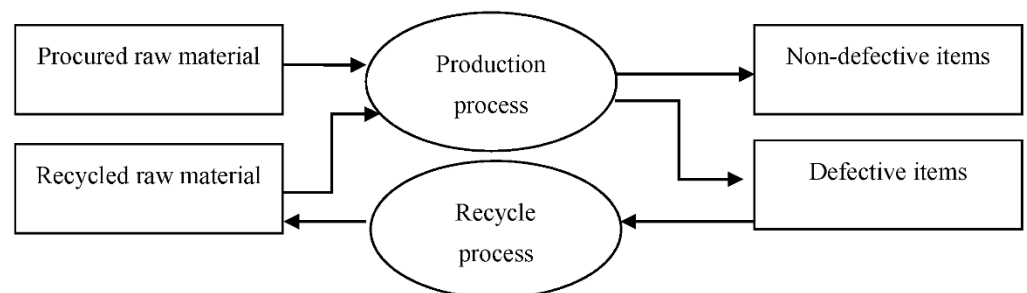 Procured raw material
Production
process
Non-defective items
Recycled raw material
Defective items
Recycle
process